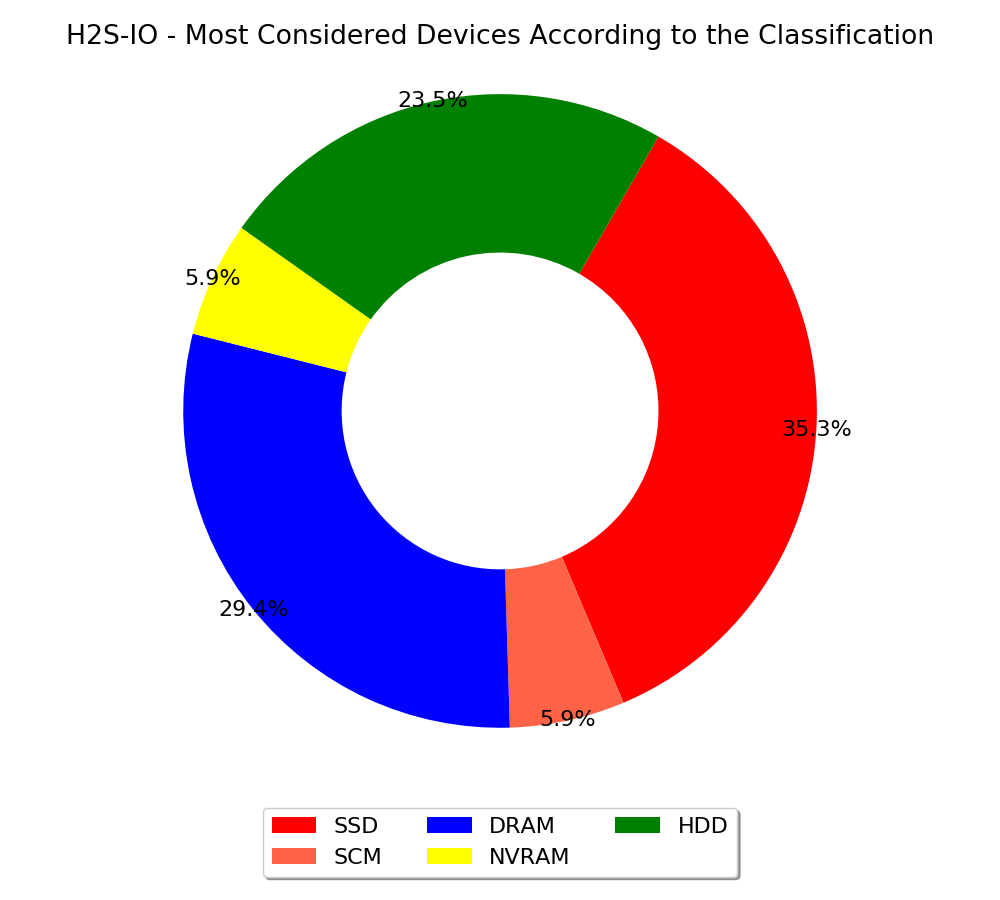 H2S-IO - Most Considered Devices According to the Classification
23.5%
5.9%
35.3%
29.4%
5.9%
SSD DRAM HDD
SCM NVRAM